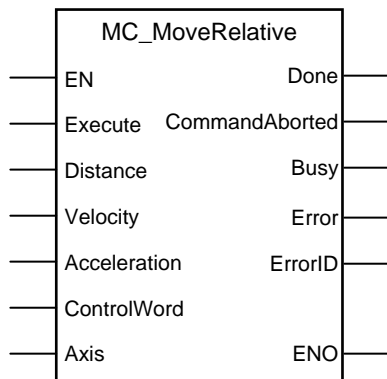 MC_MoveRelative
EN Done
Execute CommandAborted
Distance Busy
Velocity Error
Acceleration ErrorID
ControlWord
Axis ENO